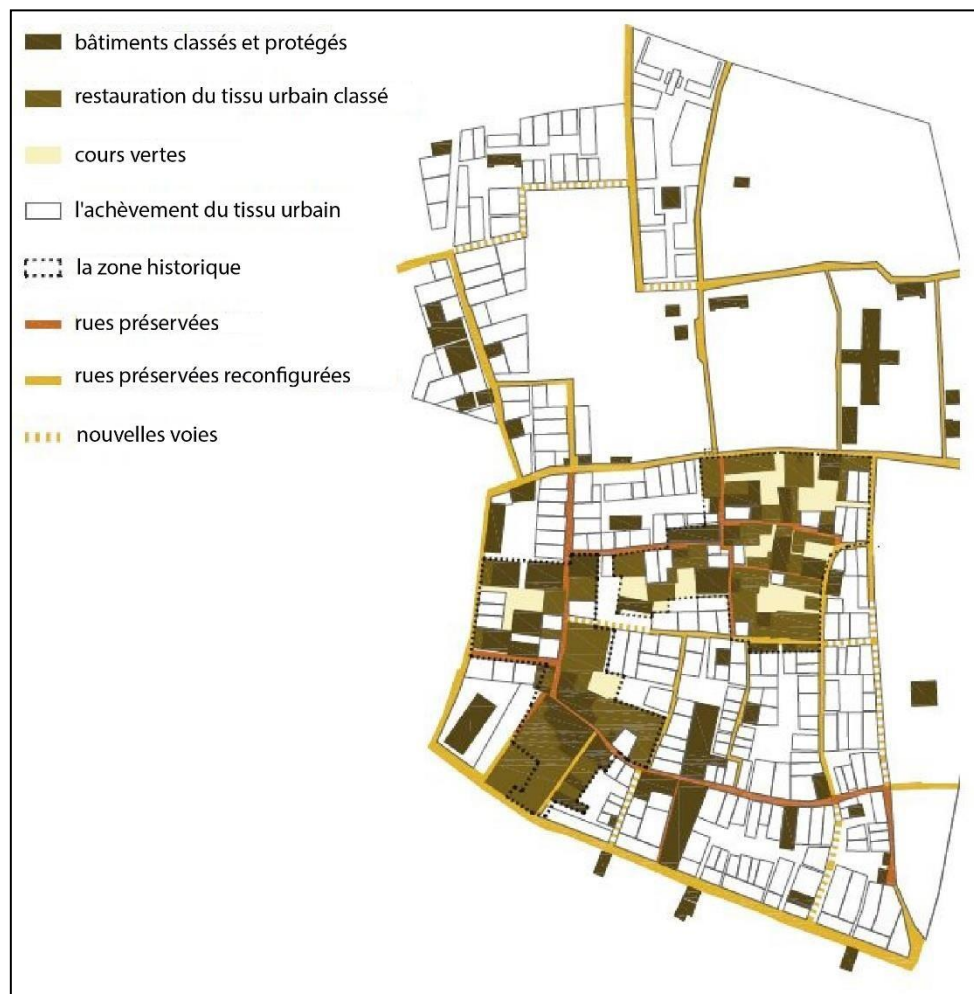 bâtiments classés et protégés
restauration du tissu urbain classé
cours vertes
l'achèvement du tissu urbain
la zone historique
rues préservées
rues préservées reconfigurées
nouvelles voies